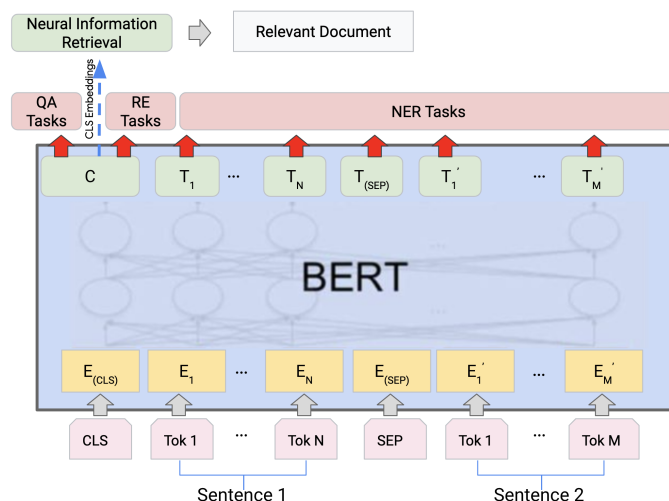 Neural Information
Retrieval
Relevant Document
CLS Embeddings
QA
Tasks
RE
Tasks
NER Tasks
C
T1
...
TN
T(SEP)
T1'
...
TM'
...
BERT
...
E(CLS)
E1
...
EN
E(SEP)
E1'
...
EM'
CLS
Tok 1
...
Tok N
SEP
Tok 1
...
Tok M
Sentence 1
Sentence 2